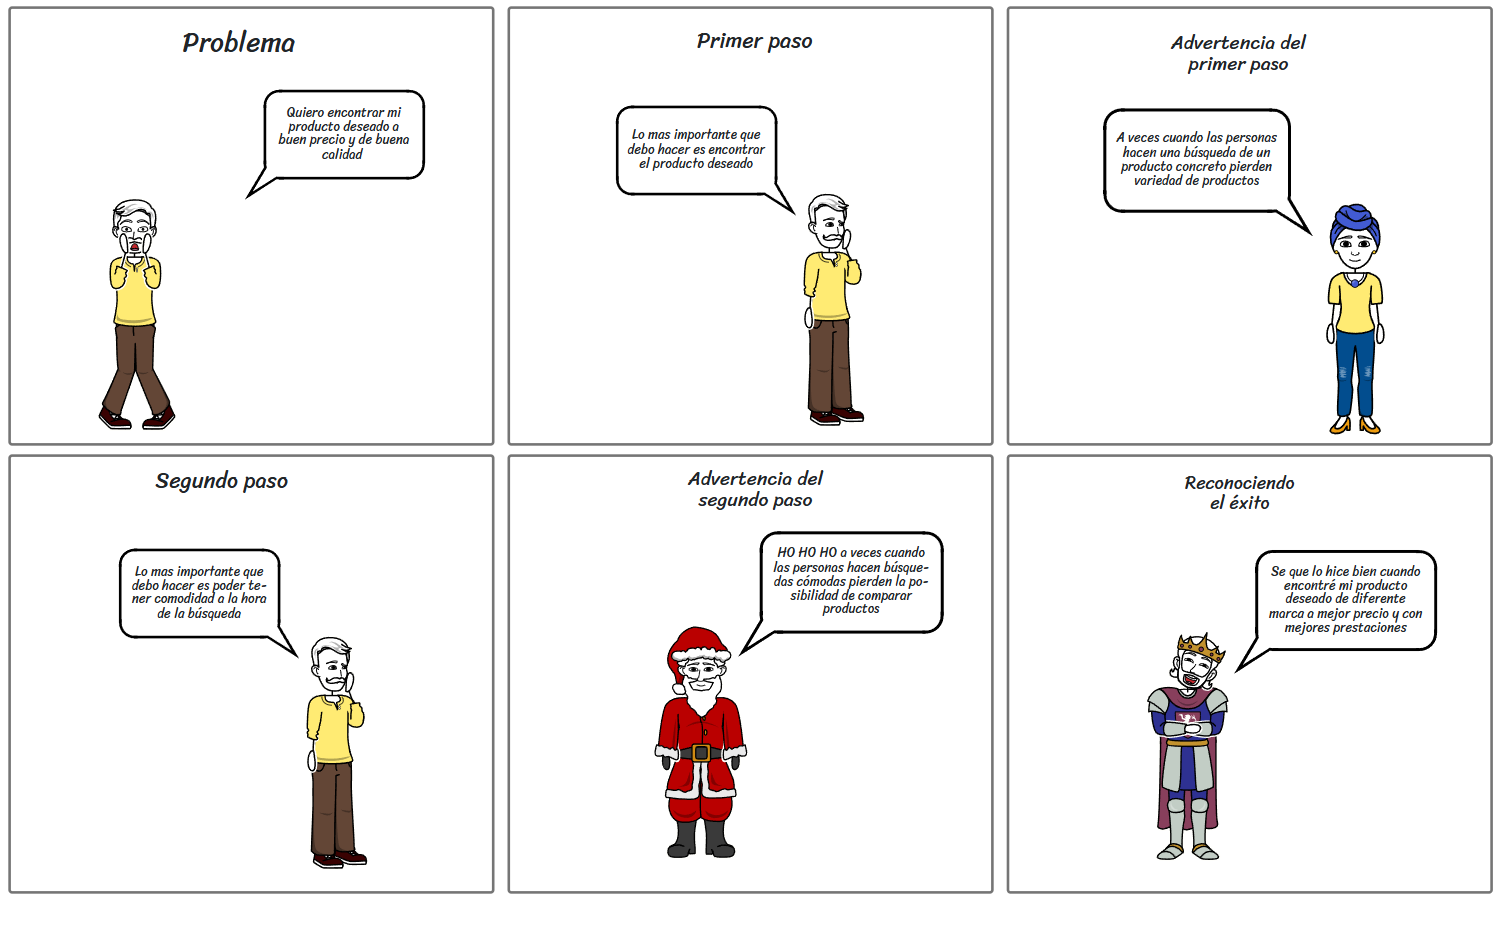 Problema
Quiero encontrar mi
producto deseado a
buen precio y de buena
calidad
Primer paso
Lo mas importante que
debo hacer es encontrar
el producto deseado
Advertencia del
primer paso
A veces cuando las personas
hacen una búsqueda de un
producto concreto pierden
variedad de productos
Segundo paso
Lo mas importante que
debo hacer es poder te-
ner comodidad a la hora
de la búsqueda
Advertencia del
segundo paso
HO HO HO a veces cuando
las personas hacen búsque-
das cómodas pierden la po-
sibilidad de comparar
productos
Reconociendo
el éxito
Se que lo hice bien cuando
encontré mi producto
deseado de diferente
marca a mejor precio y con
mejores prestaciones